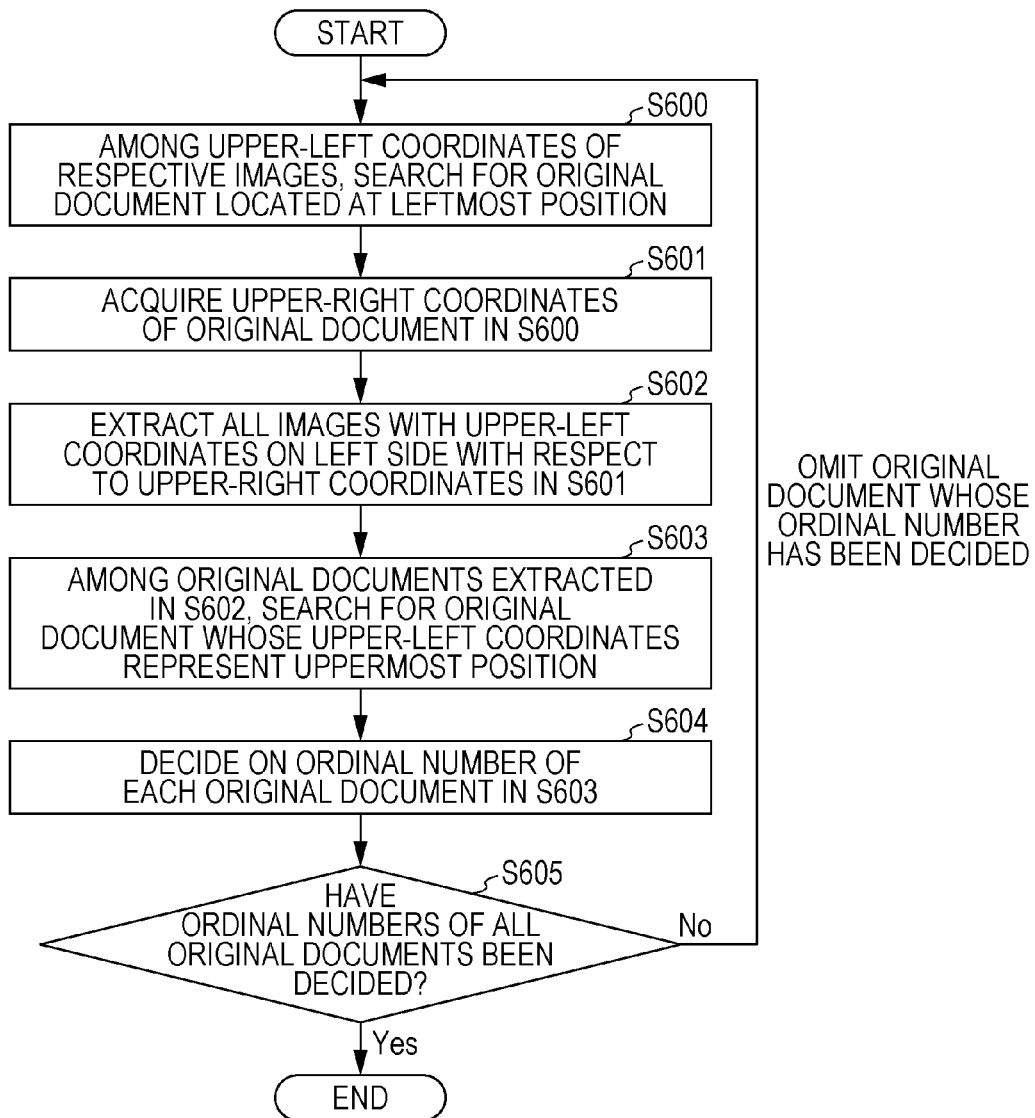 START
S600
AMONG UPPER-LEFT COORDINATES OF
RESPECTIVE IMAGES, SEARCH FOR ORIGINAL
DOCUMENT LOCATED AT LEFTMOST POSITION
S601
ACQUIRE UPPER-RIGHT COORDINATES
OF ORIGINAL DOCUMENT IN S600
S602
EXTRACT ALL IMAGES WITH UPPER-LEFT
COORDINATES ON LEFT SIDE WITH RESPECT
TO UPPER-RIGHT COORDINATES IN S601
OMIT ORIGINAL
DOCUMENT WHOSE
ORDINAL NUMBER
HAS BEEN DECIDED
S603
AMONG ORIGINAL DOCUMENTS EXTRACTED
IN S602, SEARCH FOR ORIGINAL
DOCUMENT WHOSE UPPER-LEFT COORDINATES
REPRESENT UPPERMOST POSITION
S604
DECIDE ON ORDINAL NUMBER OF
EACH ORIGINAL DOCUMENT IN S603
S605
HAVE
ORDINAL NUMBERS OF ALL
ORIGINAL DOCUMENTS BEEN
DECIDED?
No
Yes
END